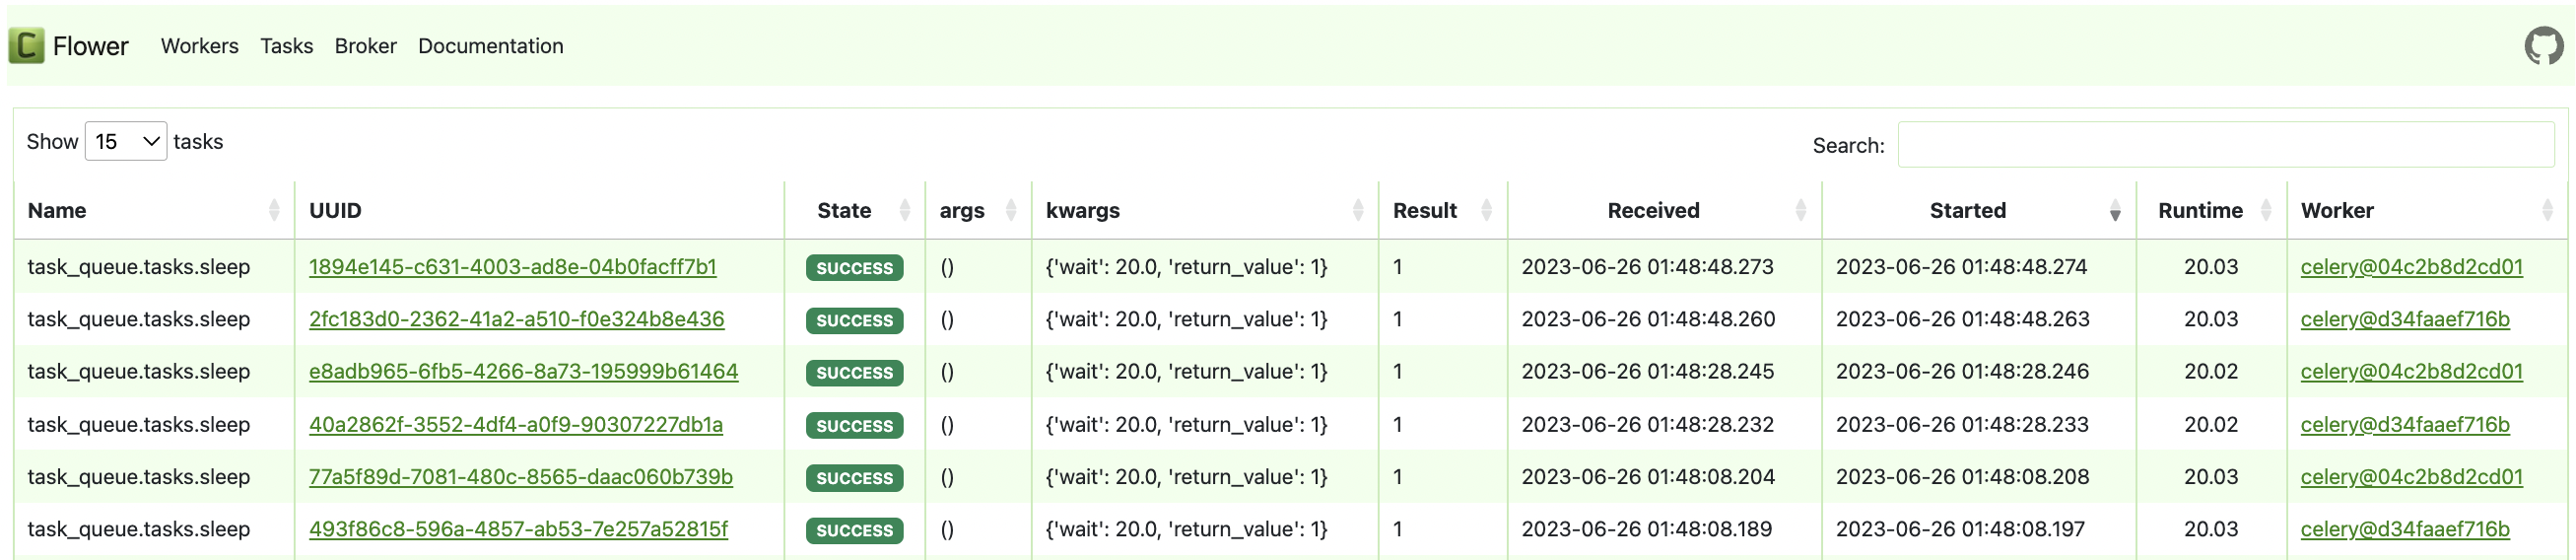 C Flower Workers Tasks Broker Documentation
Show 15 tasks Search:
Name UUID State args kwargs Result Received Started Runtime Worker
task_queue.tasks.sleep 1894e145-c631-4003-ad8e-04b0facff7b1 SUCCESS () {'wait': 20.0, 'return_value': 1} 1 2023-06-26 01:48:48.273 2023-06-26 01:48:48.274 20.03 celery@04c2b8d2cd01
task_queue.tasks.sleep 2fc183d0-2362-41a2-a510-f0e324b8e436 SUCCESS () {'wait': 20.0, 'return_value': 1} 1 2023-06-26 01:48:48.260 2023-06-26 01:48:48.263 20.03 celery@d34faaef716b
task_queue.tasks.sleep e8adb965-6fb5-4266-8a73-195999b61464 SUCCESS () {'wait': 20.0, 'return_value': 1} 1 2023-06-26 01:48:28.245 2023-06-26 01:48:28.246 20.02 celery@04c2b8d2cd01
task_queue.tasks.sleep 40a2862f-3552-4df4-a0f9-90307227db1a SUCCESS () {'wait': 20.0, 'return_value': 1} 1 2023-06-26 01:48:28.232 2023-06-26 01:48:28.233 20.02 celery@d34faaef716b
task_queue.tasks.sleep 77a5f89d-7081-480c-8565-daac060b739b SUCCESS () {'wait': 20.0, 'return_value': 1} 1 2023-06-26 01:48:08.204 2023-06-26 01:48:08.208 20.03 celery@04c2b8d2cd01
task_queue.tasks.sleep 493f86c8-596a-4857-ab53-7e257a52815f SUCCESS () {'wait': 20.0, 'return_value': 1} 1 2023-06-26 01:48:08.189 2023-06-26 01:48:08.197 20.03 celery@d34faaef716b